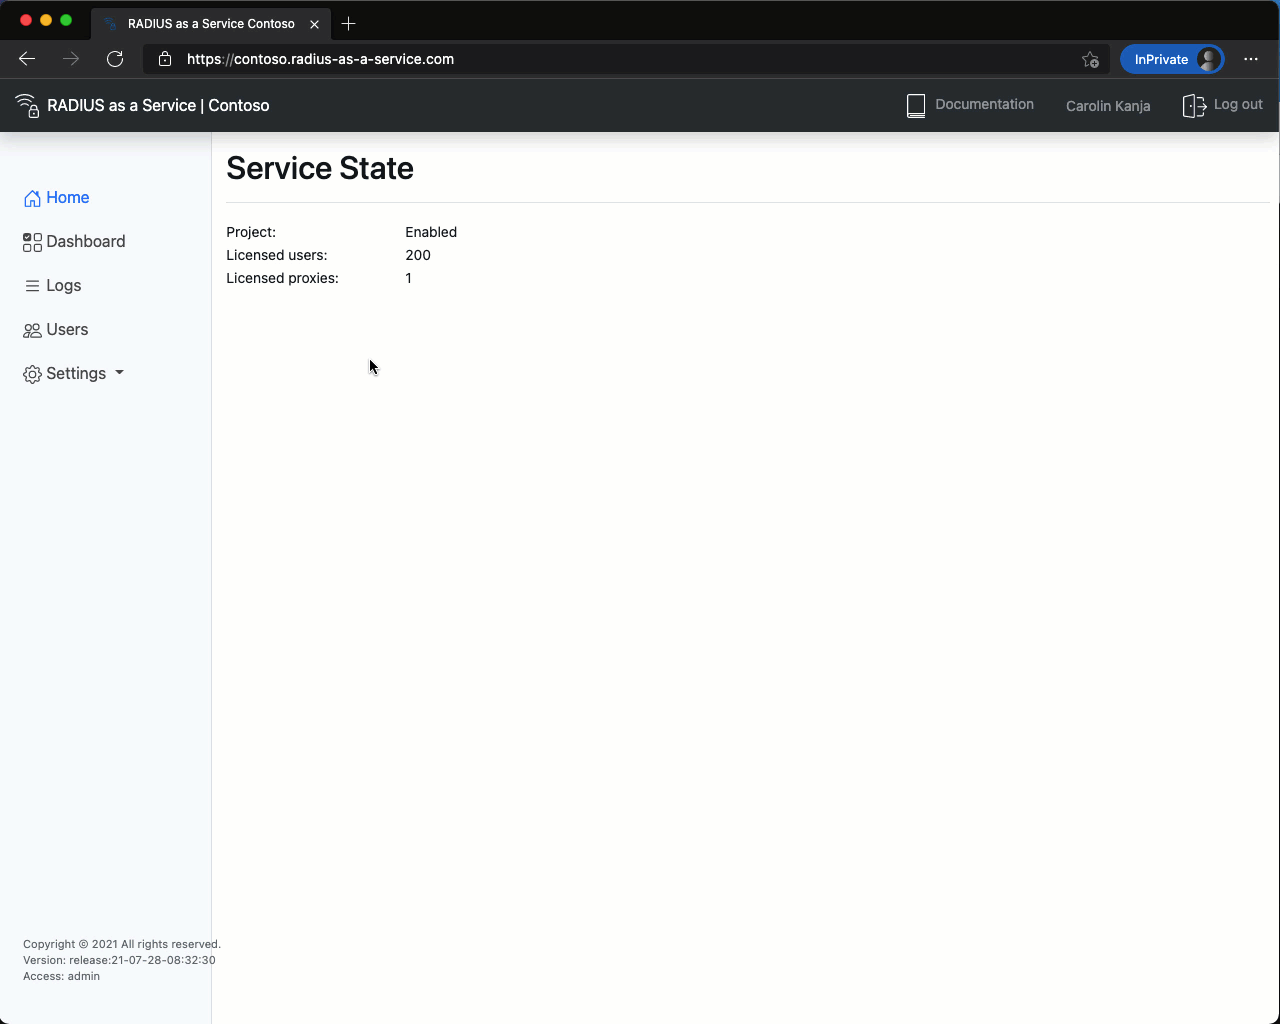 RADIUS as a Service Contoso
https://contoso.radius-as-a-service.com
InPrivate
RADIUS as a Service | Contoso
Documentation
Carolin Kanja
Log out
Home
Dashboard
Logs
Users
Settings
Service State
Project: Enabled
Licensed users: 200
Licensed proxies: 1
Copyright © 2021 All rights reserved.
Version: release:21-07-28-08:32:30
Access: admin